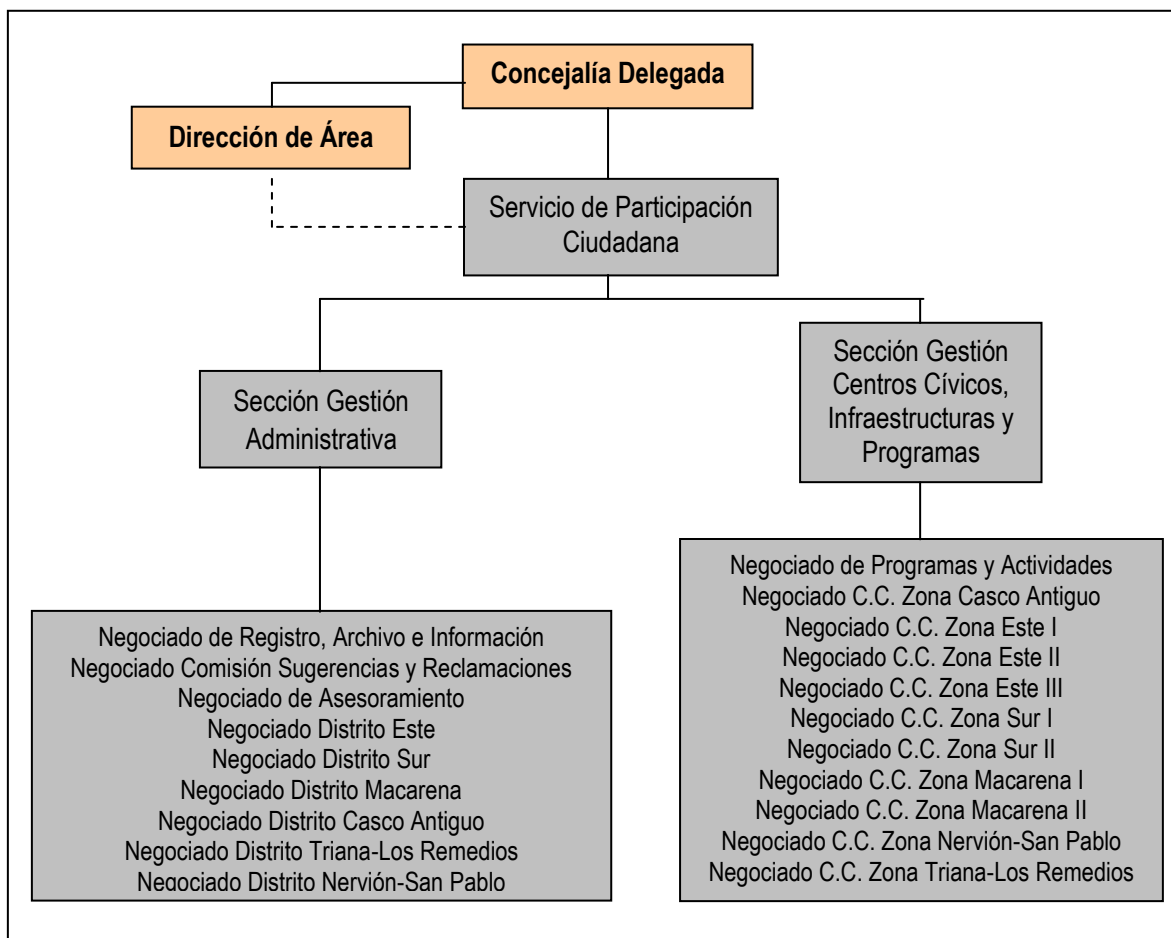 Concejalía Delegada
Dirección de Área
Servicio de Participación
Ciudadana
Sección Gestión
Administrativa
Sección Gestión
Centros Cívicos,
Infraestructuras y
Programas
Negociado de Registro, Archivo e Información
Negociado Comisión Sugerencias y Reclamaciones
Negociado de Asesoramiento
Negociado Distrito Este
Negociado Distrito Sur
Negociado Distrito Macarena
Negociado Distrito Casco Antiguo
Negociado Distrito Triana-Los Remedios
Negociado Distrito Nervión-San Pablo
Negociado de Programas y Actividades
Negociado C.C. Zona Casco Antiguo
Negociado C.C. Zona Este I
Negociado C.C. Zona Este II
Negociado C.C. Zona Este III
Negociado C.C. Zona Sur I
Negociado C.C. Zona Sur II
Negociado C.C. Zona Macarena I
Negociado C.C. Zona Macarena II
Negociado C.C. Zona Nervión-San Pablo
Negociado C.C. Zona Triana-Los Remedios